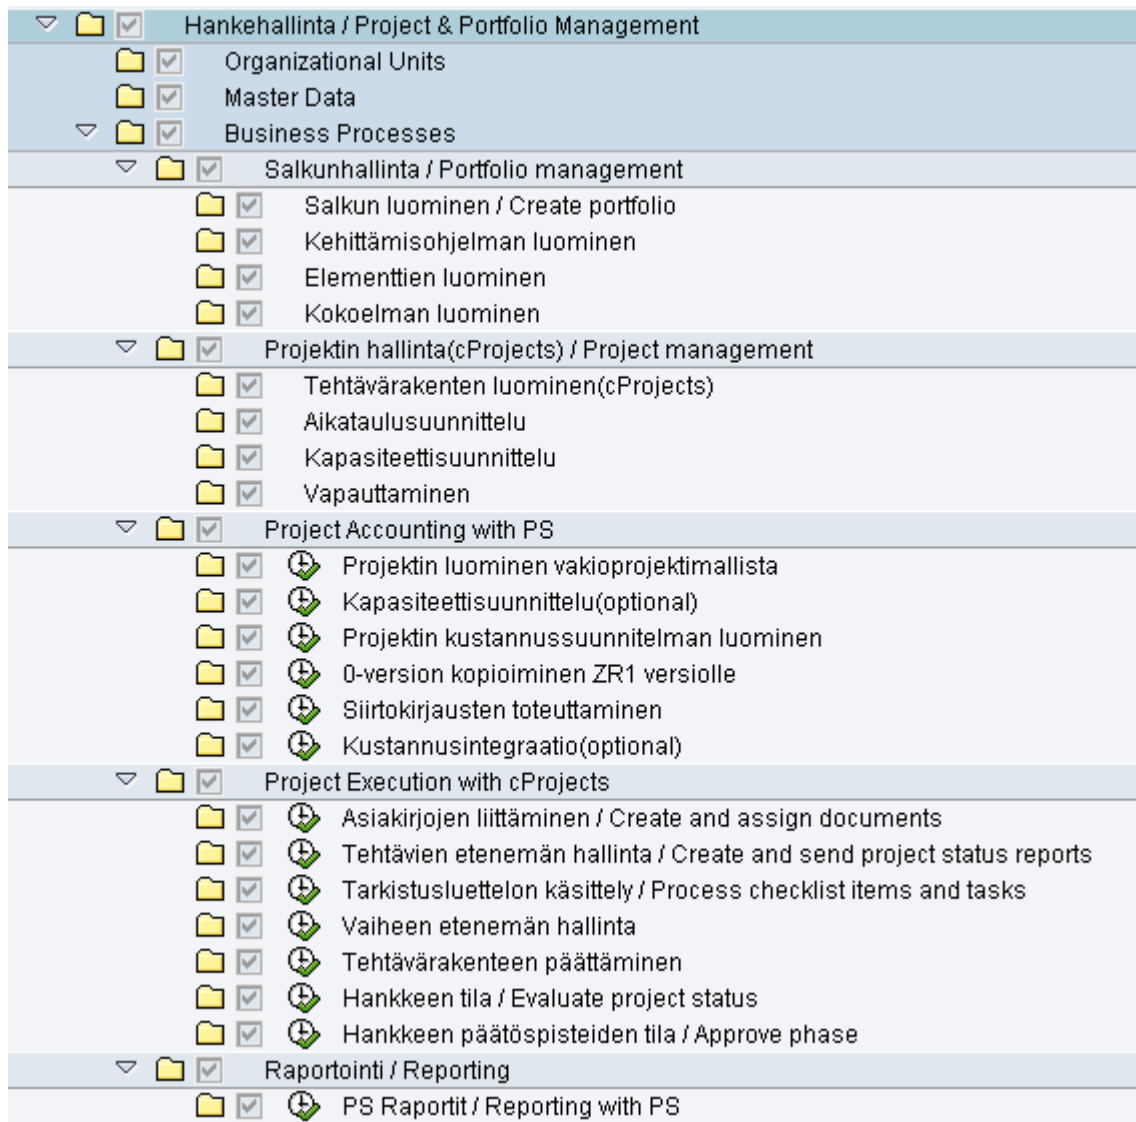 Hankehallinta / Project & Portfolio Management
Organizational Units
Master Data
Business Processes
Salkunhallinta / Portfolio management
Salkun luominen / Create portfolio
Kehittämisohjelman luominen
Elementtien luominen
Kokoelman luominen
Projektin hallinta(cProjects) / Project management
Tehtävärakenten luominen(cProjects)
Aikataulusuunnittelu
Kapasiteettisuunnittelu
Vapauttaminen
Project Accounting with PS
Projektin luominen vakioprojektimallista
Kapasiteettisuunnittelu(optional)
Projektin kustannussuunnitelman luominen
0-version kopioiminen ZR1 versiolle
Siirtokirjausten toteuttaminen
Kustannusintegraatio(optional)
Project Execution with cProjects
Asiakirjojen liittäminen / Create and assign documents
Tehtävien etenemän hallinta / Create and send project status reports
Tarkistusluettelon käsittely / Process checklist items and tasks
Vaiheen etenemän hallinta
Tehtävärakenteen päättäminen
Hankkeen tila / Evaluate project status
Hankkeen päätöspisteiden tila / Approve phase
Raportointi / Reporting
PS Raportit / Reporting with PS